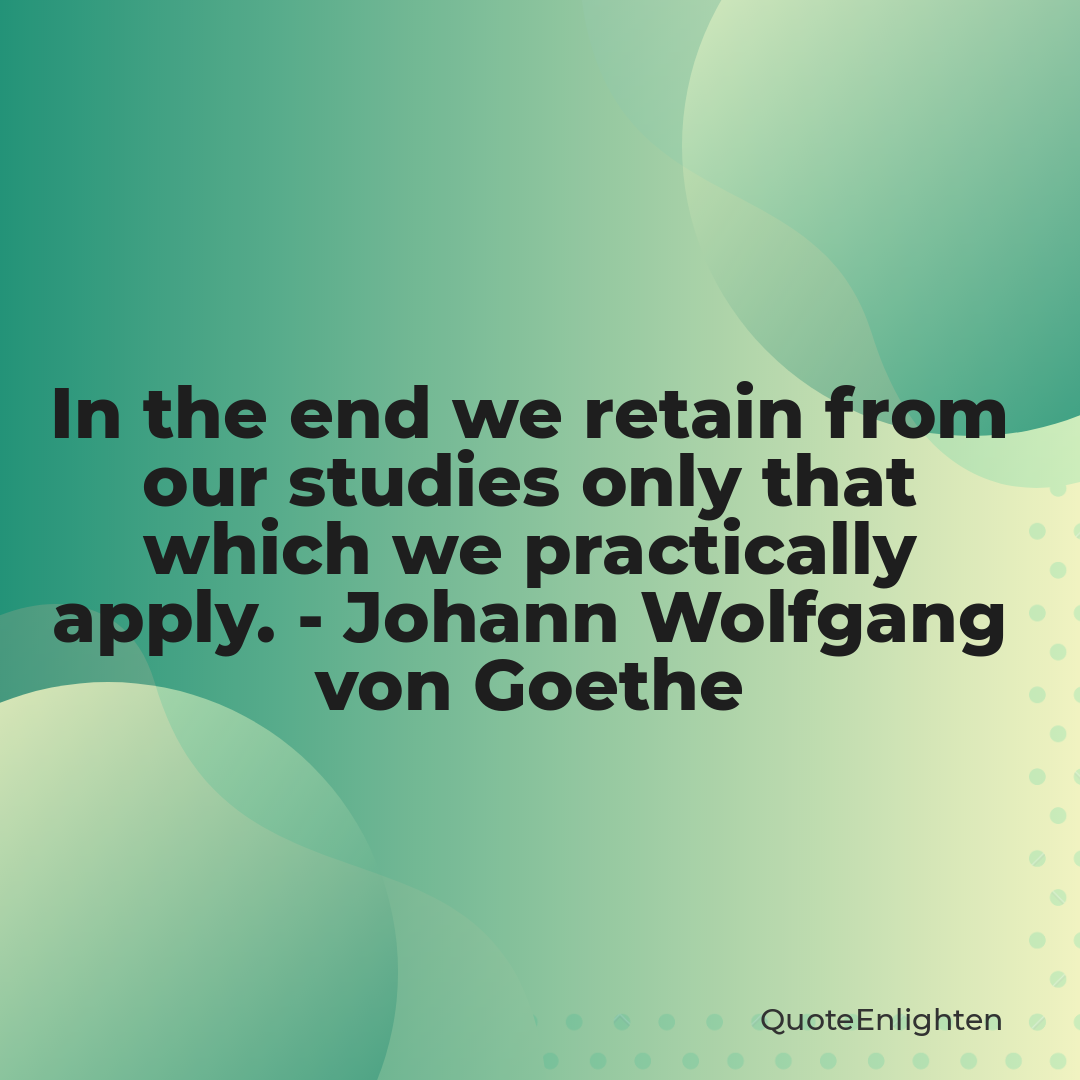 In the end we retain from
our studies only that
which we practically
apply. - Johann Wolfgang
von Goethe
QuoteEnlighten